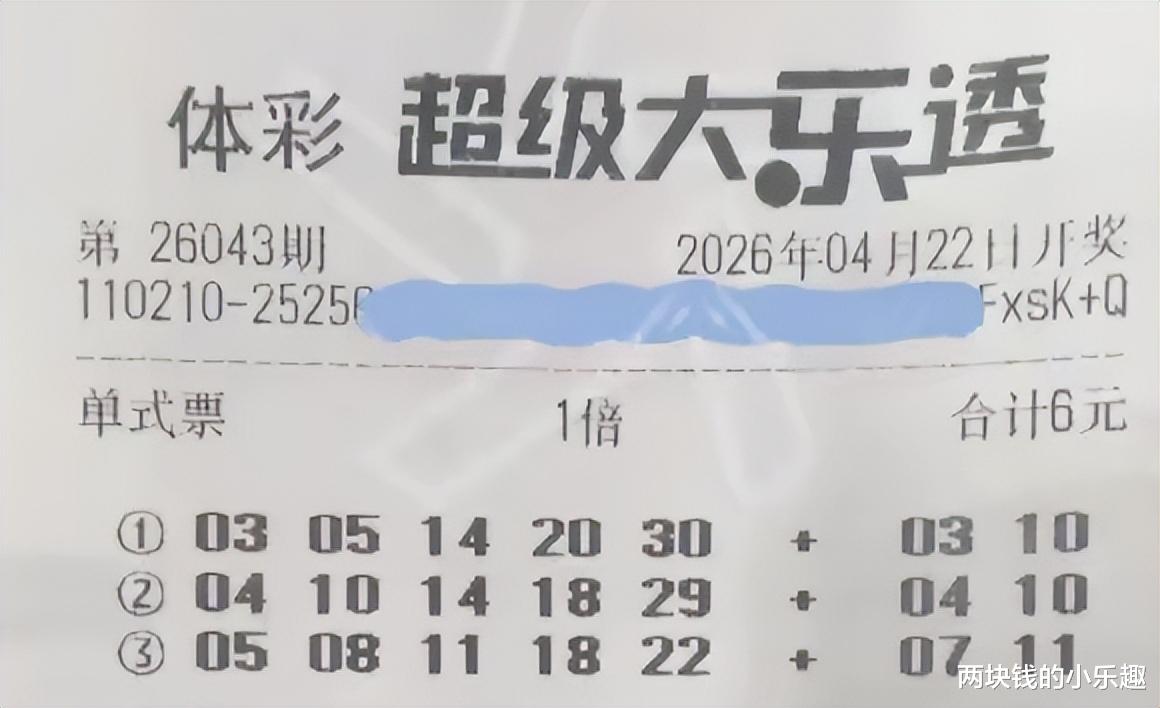 体彩 超级大乐透
第 26043期 2026年04月22日开奖
110210-25256 FxsK+Q
单式票 1倍 合计6元
① 03 05 14 20 30 + 03 10
② 04 10 14 18 29 + 04 10
③ 05 08 11 18 22 + 07 11
两块钱的小乐趣